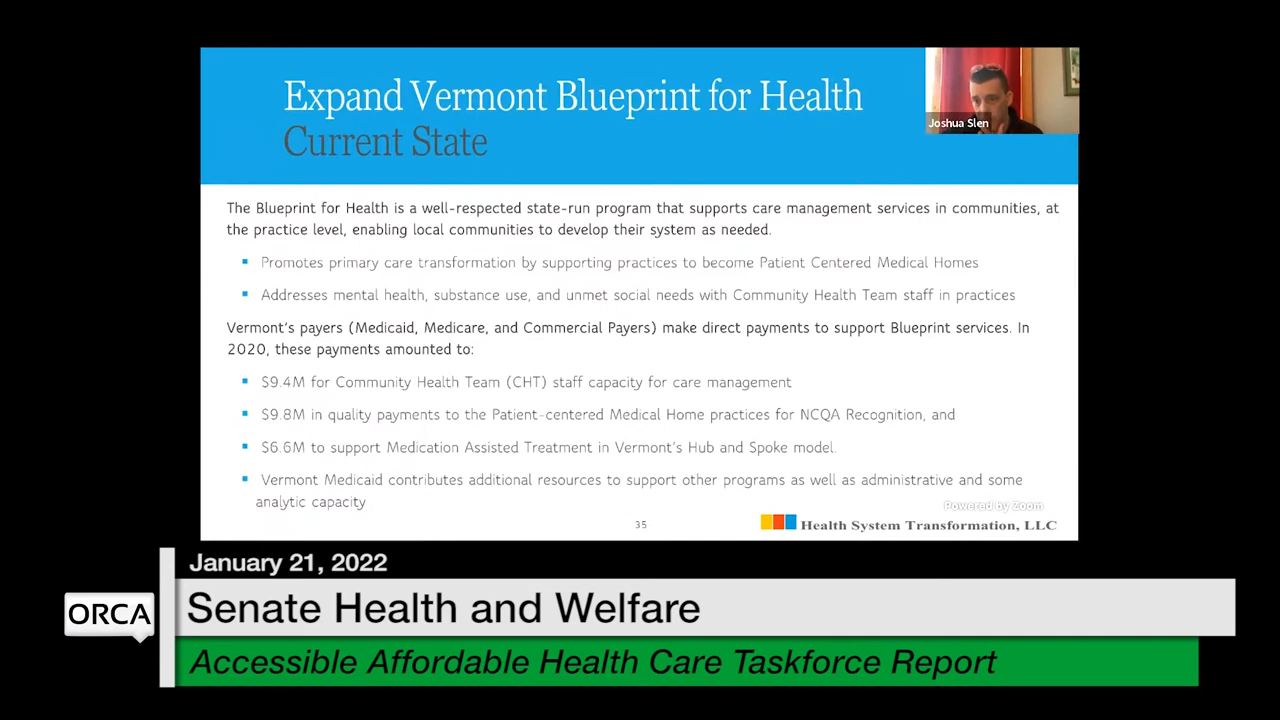 Expand Vermont Blueprint for Health
Current State
Joshua Slen
The Blueprint for Health is a well-respected state-run program that supports care management services in communities, at
the practice level, enabling local communities to develop their system as needed.
Promotes primary care transformation by supporting practices to become Patient Centered Medical Homes
Addresses mental health, substance use, and unmet social needs with Community Health Team staff in practices
Vermont's payers (Medicaid, Medicare, and Commercial Payers) make direct payments to support Blueprint services. In
2020, these payments amounted to:
$9.4M for Community Health Team (CHT) staff capacity for care management
$9.8M in quality payments to the Patient-centered Medical Home practices for NCQA Recognition, and
$6.6M to support Medication Assisted Treatment in Vermont's Hub and Spoke model.
Vermont Medicaid contributes additional resources to support other programs as well as administrative and some
analytic capacity
Powered by Zoom
35
Health System Transformation, LLC
January 21, 2022
ORCA
Senate Health and Welfare
Accessible Affordable Health Care Taskforce Report